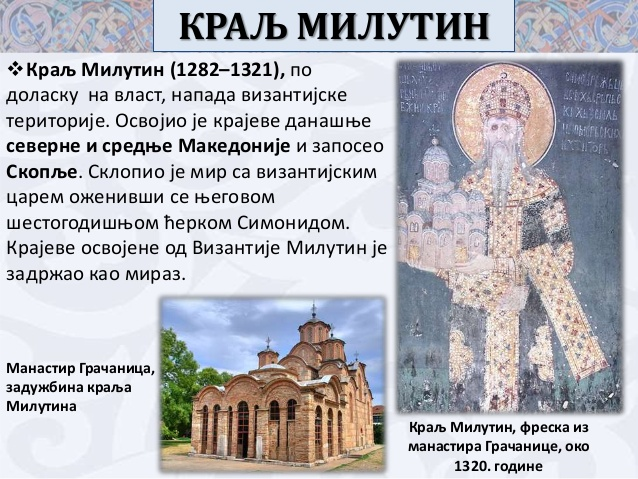 КРАЉ МИЛУТИН
❖Краљ Милутин (1282–1321), по
доласку на власт, напада византијске
територије. Освојио је крајеве данашње
северне и средње Македоније и запосео
Скопље. Склопио је мир са византијским
царем оженивши се његовом
шестогодишњом ћерком Симонидом.
Крајеве освојене од Византије Милутин је
задржао као мираз.
Манастир Грачаница,
задужбина краља
Милутина
Краљ Милутин, фреска из
манастира Грачанице, око
1320. године